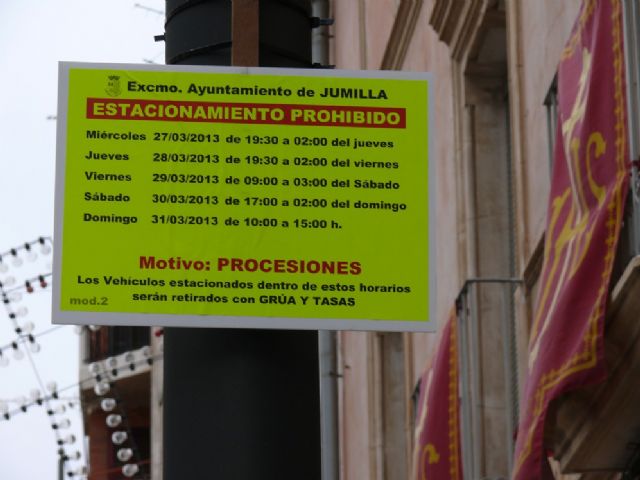 Excmo. Ayuntamiento de JUMILLA
ESTACIONAMIENTO PROHIBIDO
Miércoles 27/03/2013 de 19:30 a 02:00 del jueves
Jueves 28/03/2013 de 19:30 a 02:00 del viernes
Viernes 29/03/2013 de 09:00 a 03:00 del Sábado
Sábado 30/03/2013 de 17:00 a 02:00 del domingo
Domingo 31/03/2013 de 10:00 a 15:00 h.
Motivo: PROCESIONES
Los Vehículos estacionados dentro de estos horarios
serán retirados con GRÚA Y TASAS
mod.2